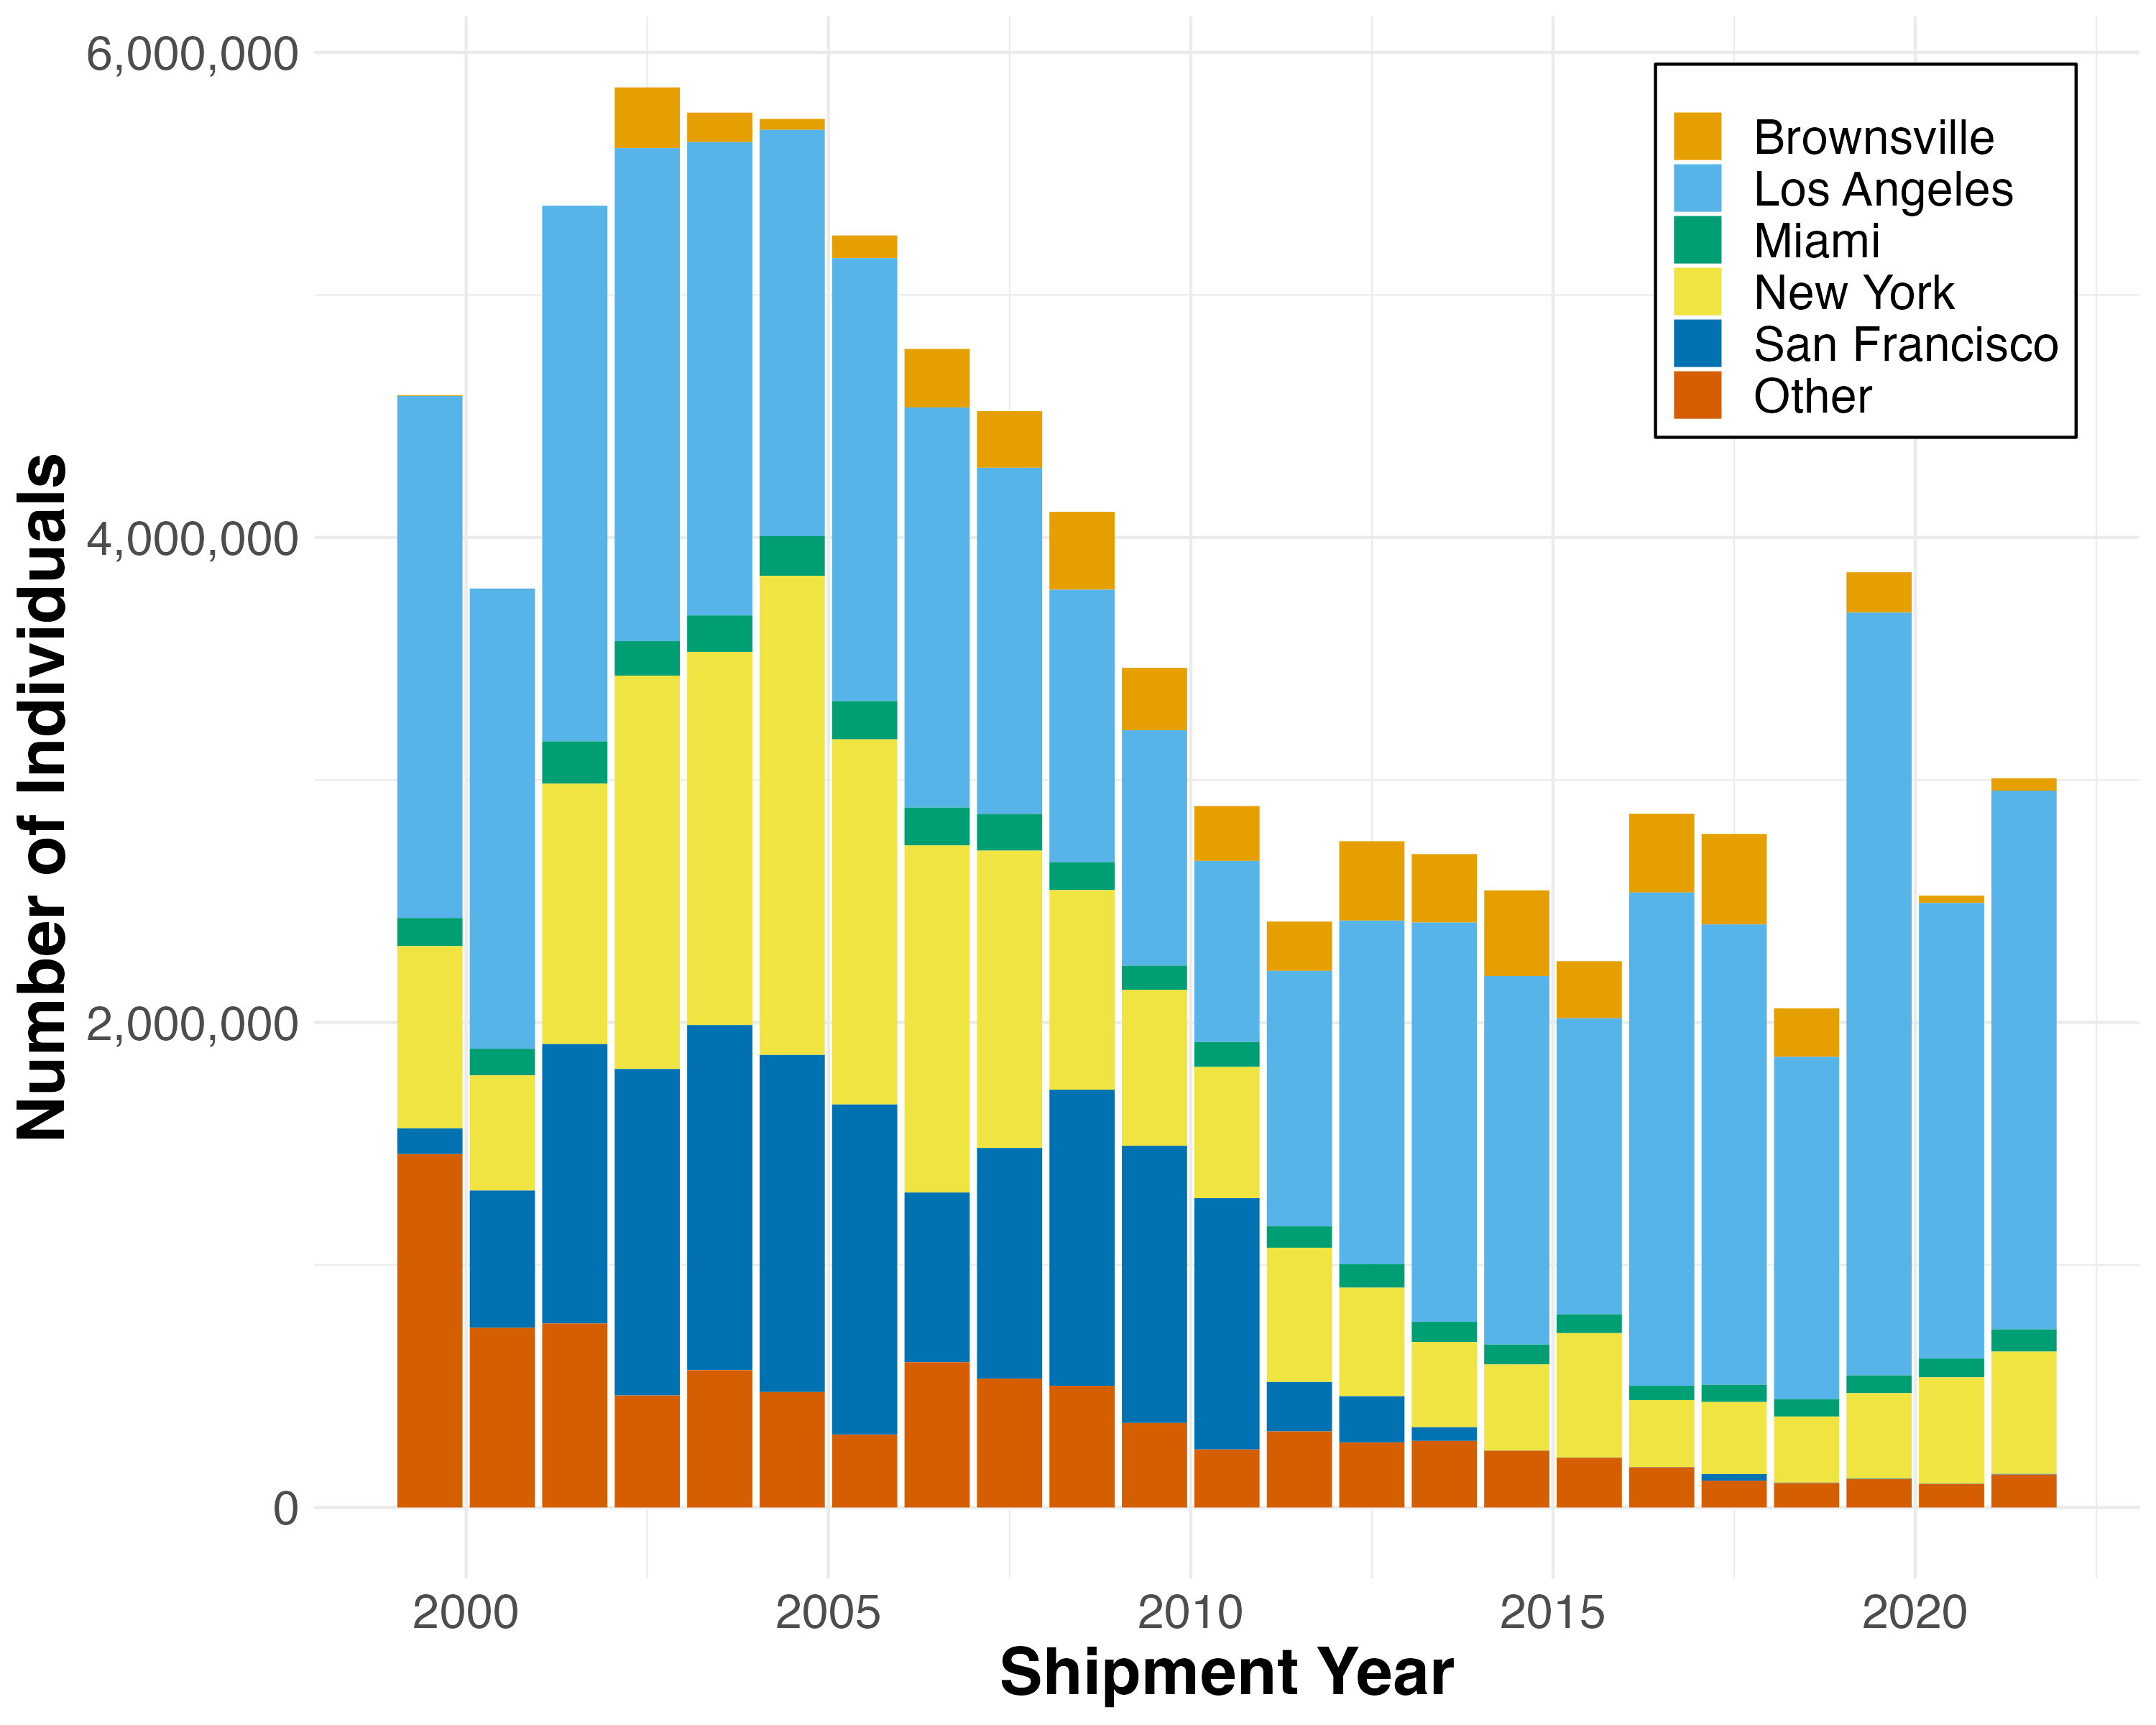 6,000,000
4,000,000
2,000,000
0
Number of Individuals
Brownsville
Los Angeles
Miami
New York
San Francisco
Other
2000 2005 2010 2015 2020
Shipment Year